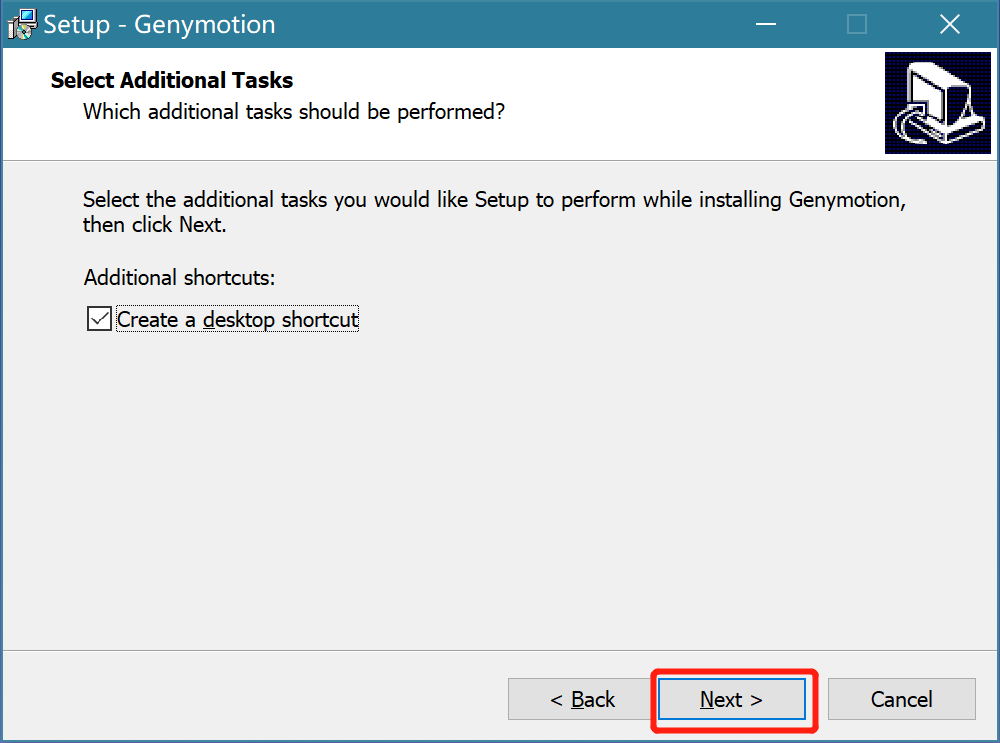 Setup - Genymotion
Select Additional Tasks
Which additional tasks should be performed?
Select the additional tasks you would like Setup to perform while installing Genymotion,
then click Next.
Additional shortcuts:
Create a desktop shortcut
< Back
Next >
Cancel